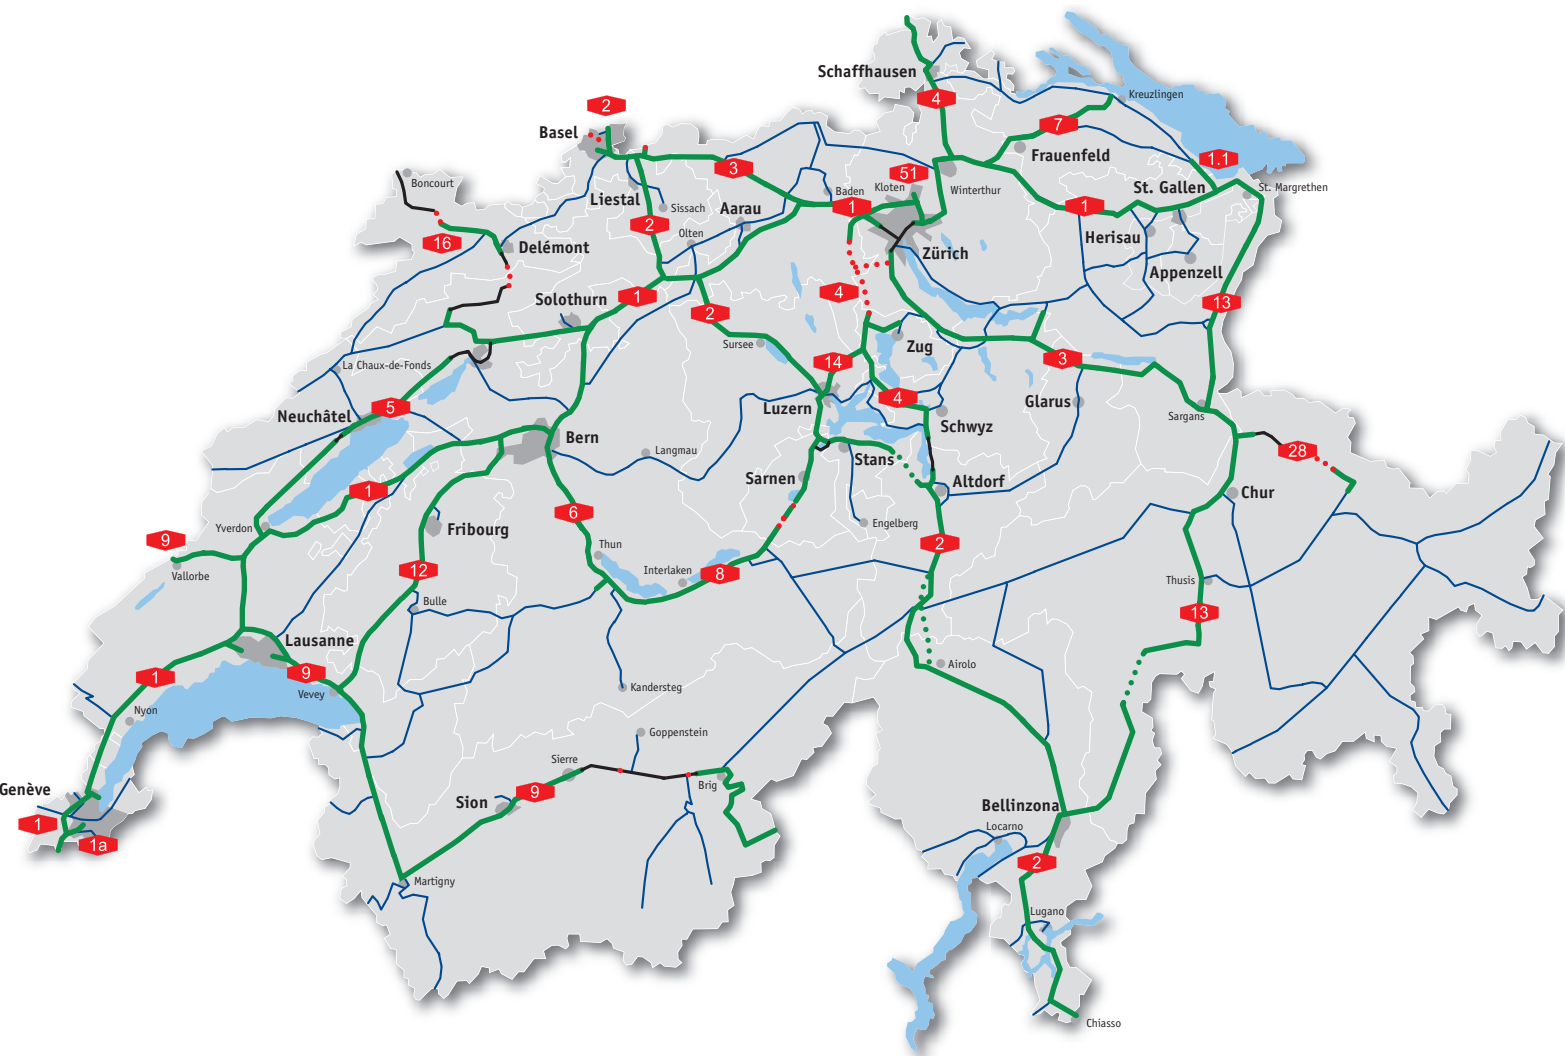 Schaffhausen
4
Kreuzlingen
2
Basel
7
Frauenfeld
1.1
3
51
Boncourt
Baden
Kloten
Winterthur
St. Gallen
St. Margrethen
Liestal
Sissach
Aarau
1
1
2
Olten
16
Delémont
Zürich
Herisau
Appenzell
4
Solothurn
1
2
13
Sursee
Zug
La Chaux-de-Fonds
14
3
Neuchâtel
5
Luzern
4
Glarus
Sargans
Schwyz
Bern
Langmau
Stans
28
Sarnen
Altdorf
1
Chur
Yverdon
Fribourg
6
Engelberg
9
Thun
2
Vallorbe
12
Interlaken
8
Thusis
Bulle
13
Lausanne
1
9
Vevey
Airolo
Kandersteg
Nyon
Goppenstein
Sierre
Genève
Brig
Sion
9
Bellinzona
1
Locarno
1a
2
Martigny
Lugano
Chiasso